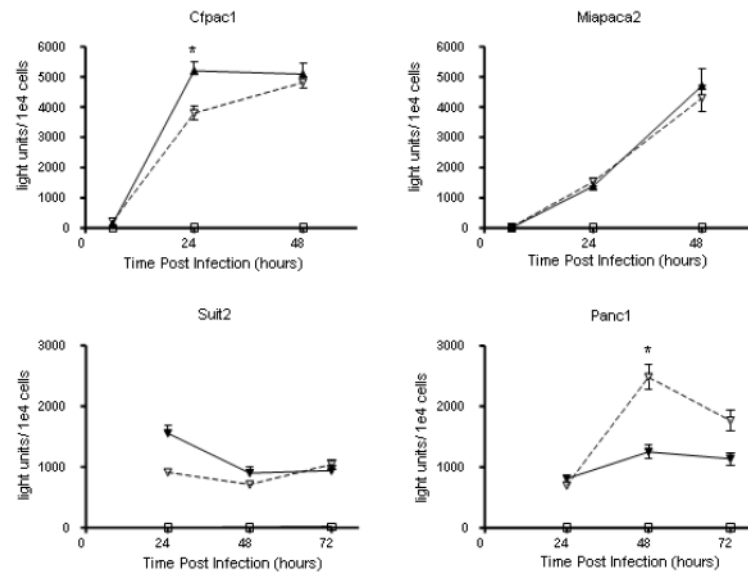 Cfpac1
6000
5000
4000
3000
2000
1000
0
light units/ 1e4 cells
*
0 24 48
Time Post Infection (hours)
Miapaca2
6000
5000
4000
3000
2000
1000
0
light units/ 1e4 cells
0 24 48
Time Post Infection (hours)
Suit2
3000
2000
1000
0
light units/ 1e4 cells
0 24 48 72
Time Post Infection (hours)
Panc1
3000
2000
1000
0
light units/ 1e4 cells
*
0 24 48 72
Time Post Infection (hours)